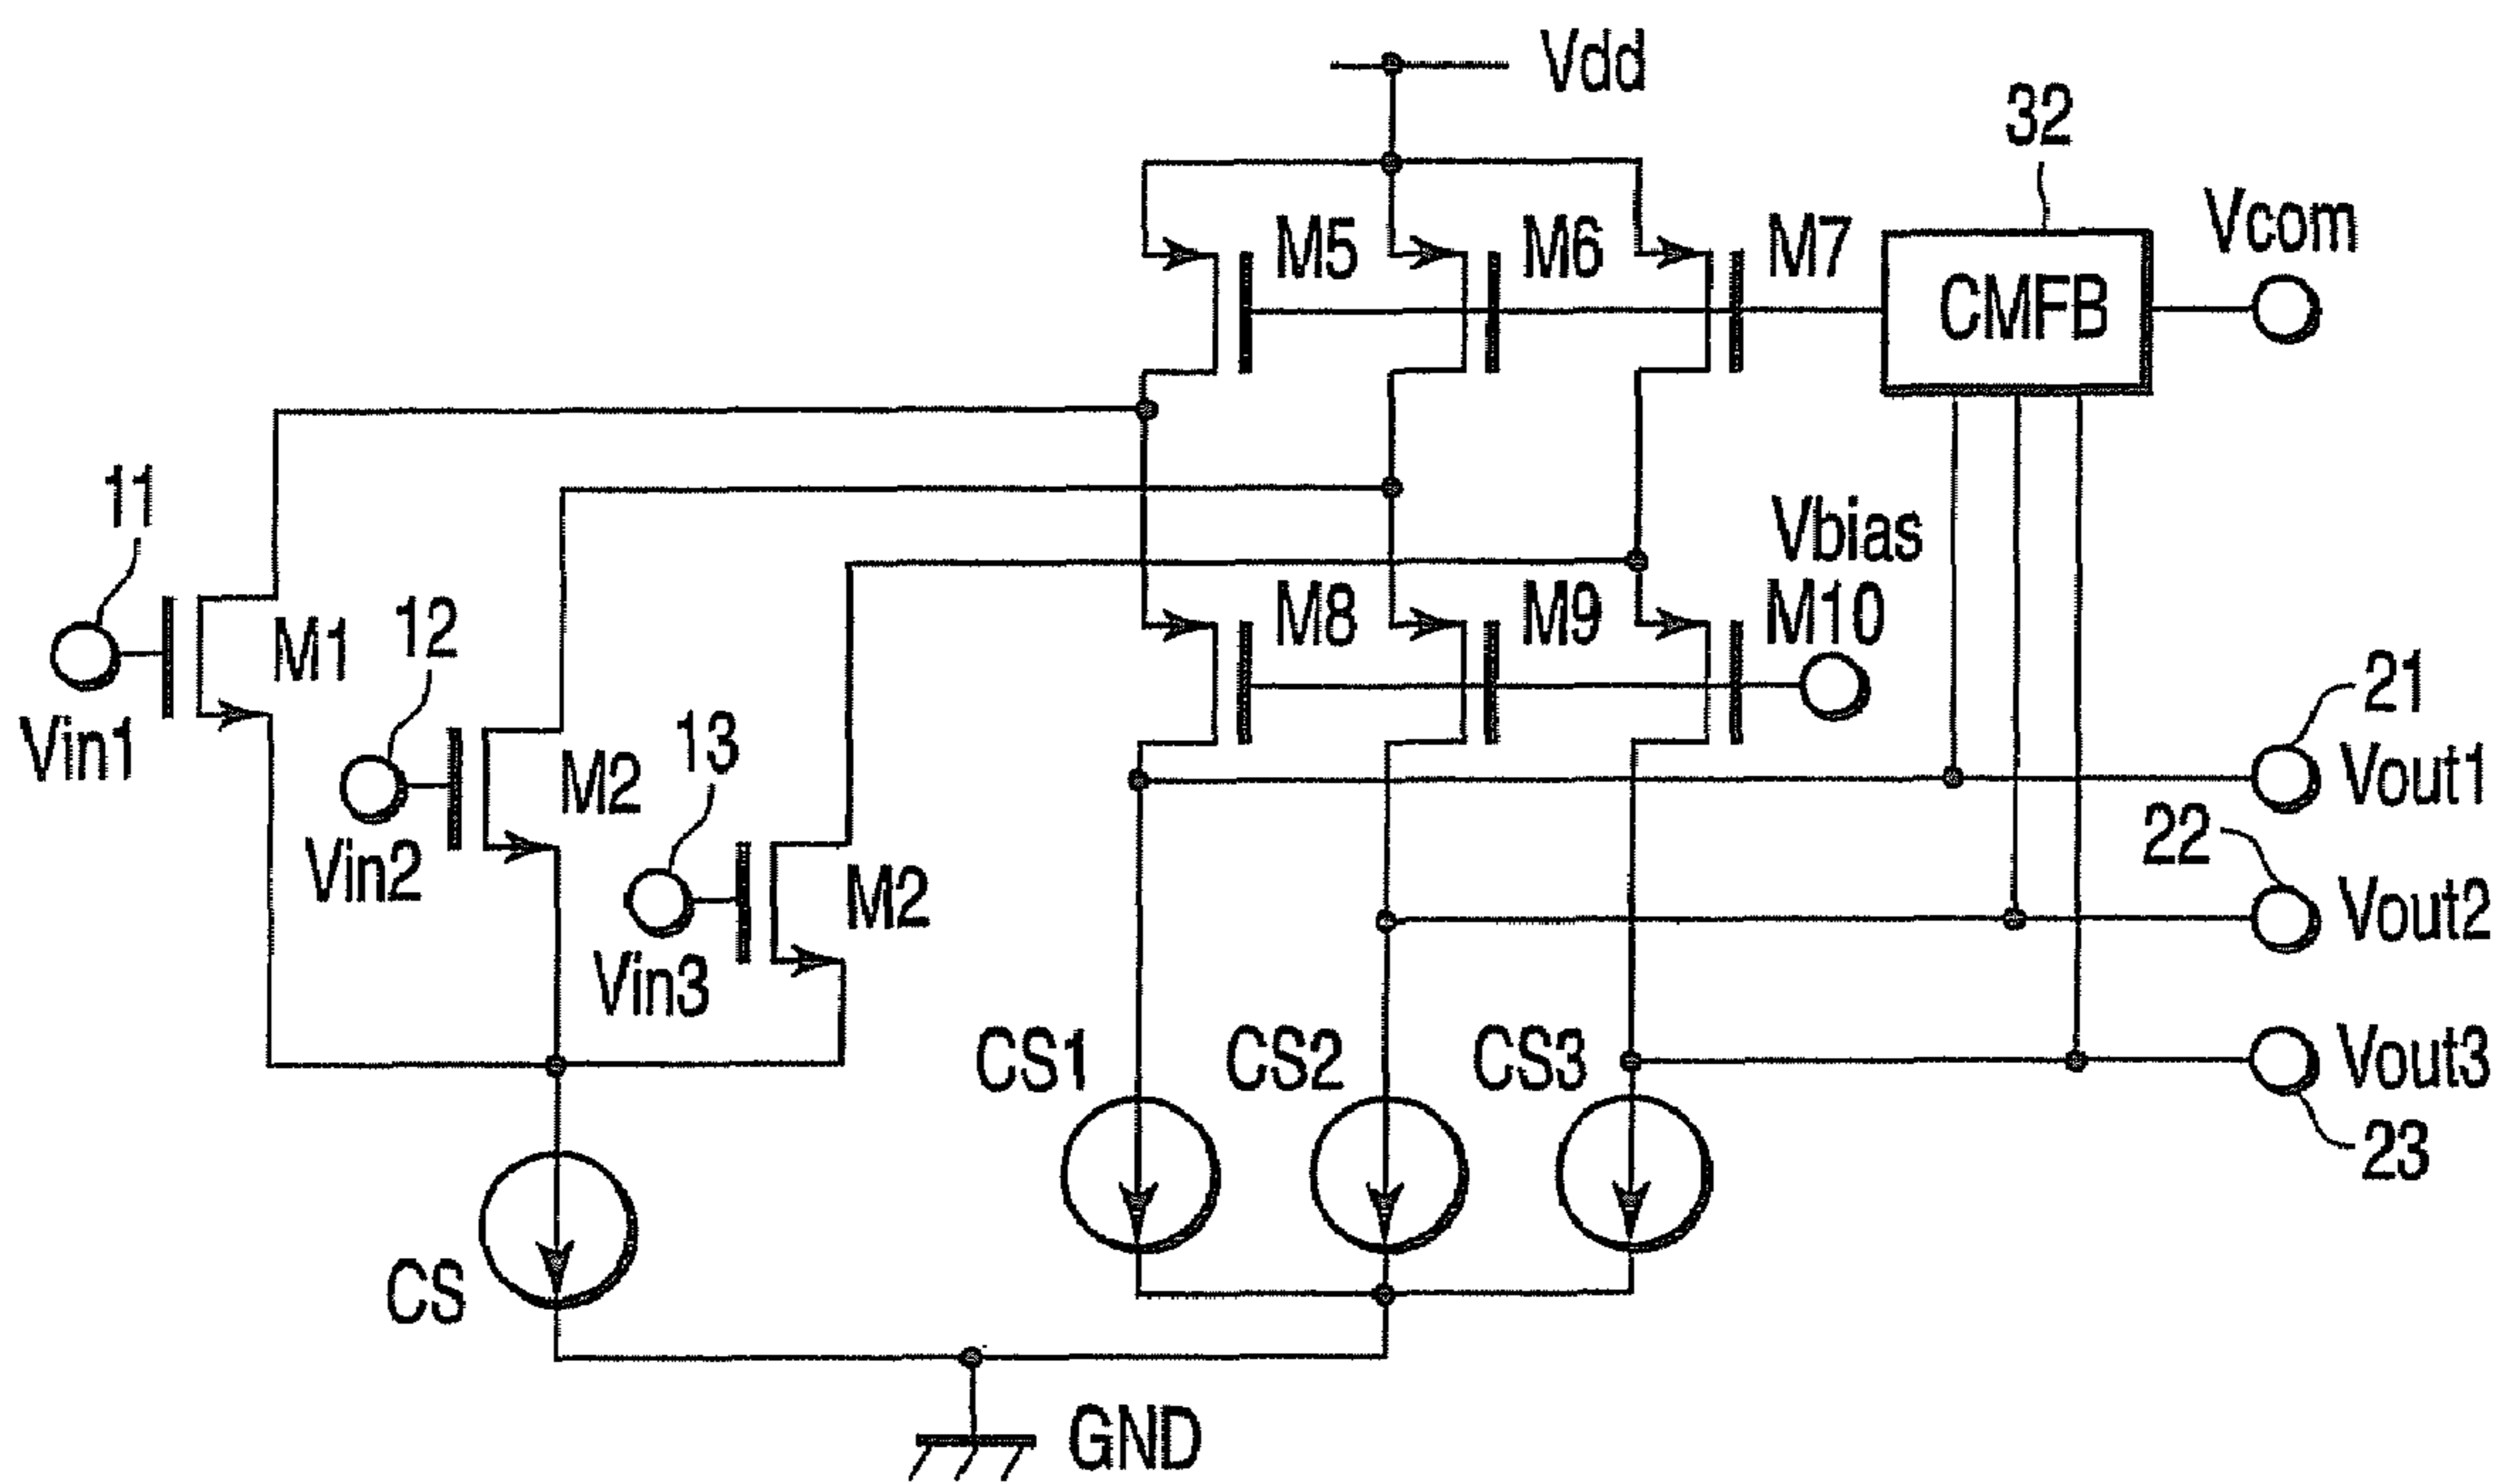 Vdd
32
Vcom
M5
M6
M7
CMFB
11
Vbias
12
M1
M8
M9
M10
21
Vin1
13
M2
Vout1
Vin2
22
M2
Vout2
Vin3
CS1
CS2
CS3
Vout3
23
CS
GND